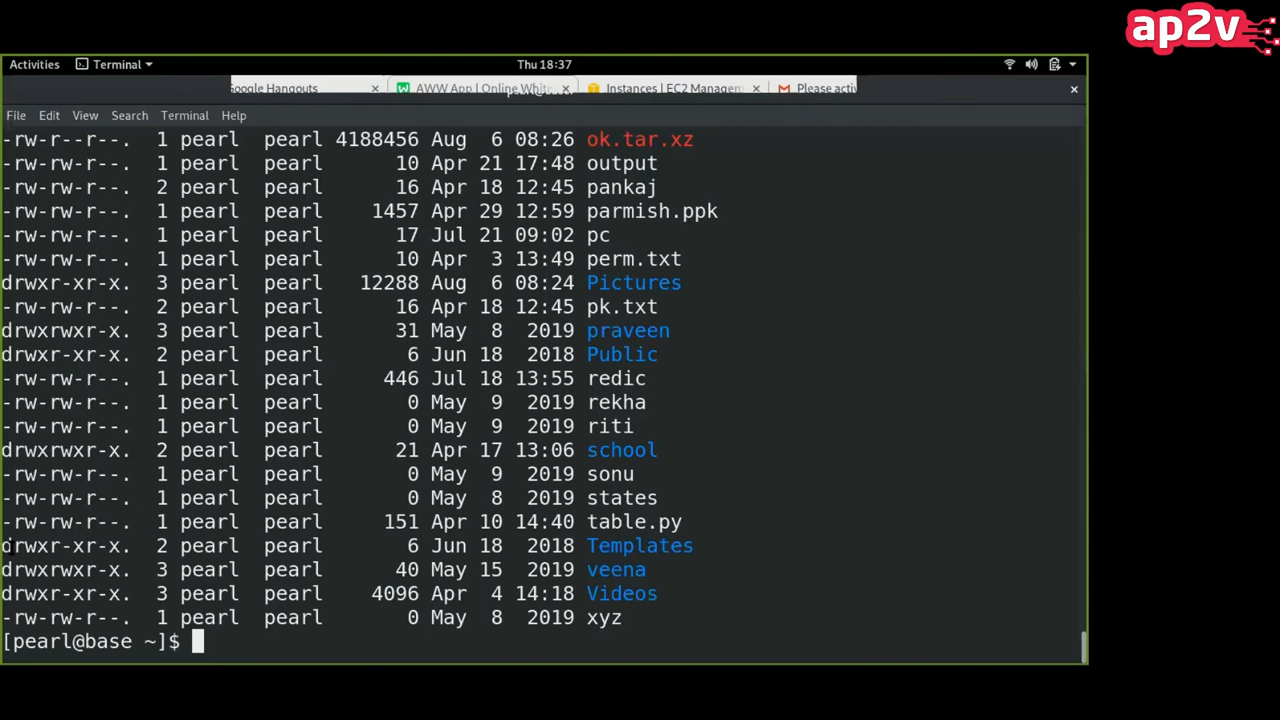 ap2v
Activities Terminal Thu 18:37
Google Hangouts × AWW App | Online White × Instances | EC2 Managem × Please activ
pearl@base:~ ×
File Edit View Search Terminal Help
-rw-r--r--. 1 pearl pearl 4188456 Aug 6 08:26 ok.tar.xz
-rw-rw-r--. 1 pearl pearl 10 Apr 21 17:48 output
-rw-rw-r--. 2 pearl pearl 16 Apr 18 12:45 pankaj
-rw-rw-r--. 1 pearl pearl 1457 Apr 29 12:59 parmish.ppk
-rw-rw-r--. 1 pearl pearl 17 Jul 21 09:02 pc
-rw-rw-r--. 1 pearl pearl 10 Apr 3 13:49 perm.txt
drwxr-xr-x. 3 pearl pearl 12288 Aug 6 08:24 Pictures
-rw-rw-r--. 2 pearl pearl 16 Apr 18 12:45 pk.txt
drwxrwxr-x. 3 pearl pearl 31 May 8 2019 praveen
drwxr-xr-x. 2 pearl pearl 6 Jun 18 2018 Public
-rw-rw-r--. 1 pearl pearl 446 Jul 18 13:55 redic
-rw-rw-r--. 1 pearl pearl 0 May 9 2019 rekha
-rw-rw-r--. 1 pearl pearl 0 May 9 2019 riti
drwxrwxr-x. 2 pearl pearl 21 Apr 17 13:06 school
-rw-rw-r--. 1 pearl pearl 0 May 9 2019 sonu
-rw-rw-r--. 1 pearl pearl 0 May 8 2019 states
-rw-rw-r--. 1 pearl pearl 151 Apr 10 14:40 table.py
drwxr-xr-x. 2 pearl pearl 6 Jun 18 2018 Templates
drwxrwxr-x. 3 pearl pearl 40 May 15 2019 veena
drwxr-xr-x. 3 pearl pearl 4096 Apr 4 14:18 Videos
-rw-rw-r--. 1 pearl pearl 0 May 8 2019 xyz
[pearl@base ~]$